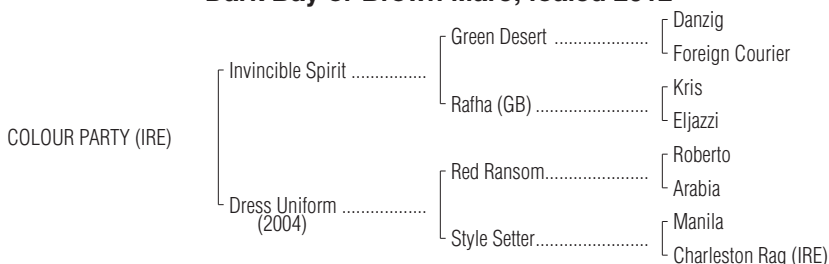 Dark Bay or Brown Mare, foaled 2012
Danzig
Green Desert ....................
Foreign Courier
Invincible Spirit ................
Kris
Rafha (GB) ........................
Eljazzi
COLOUR PARTY (IRE)
Roberto
Red Ransom......................
Arabia
Dress Uniform ..................
(2004)
Manila
Style Setter........................
Charleston Rag (IRE)